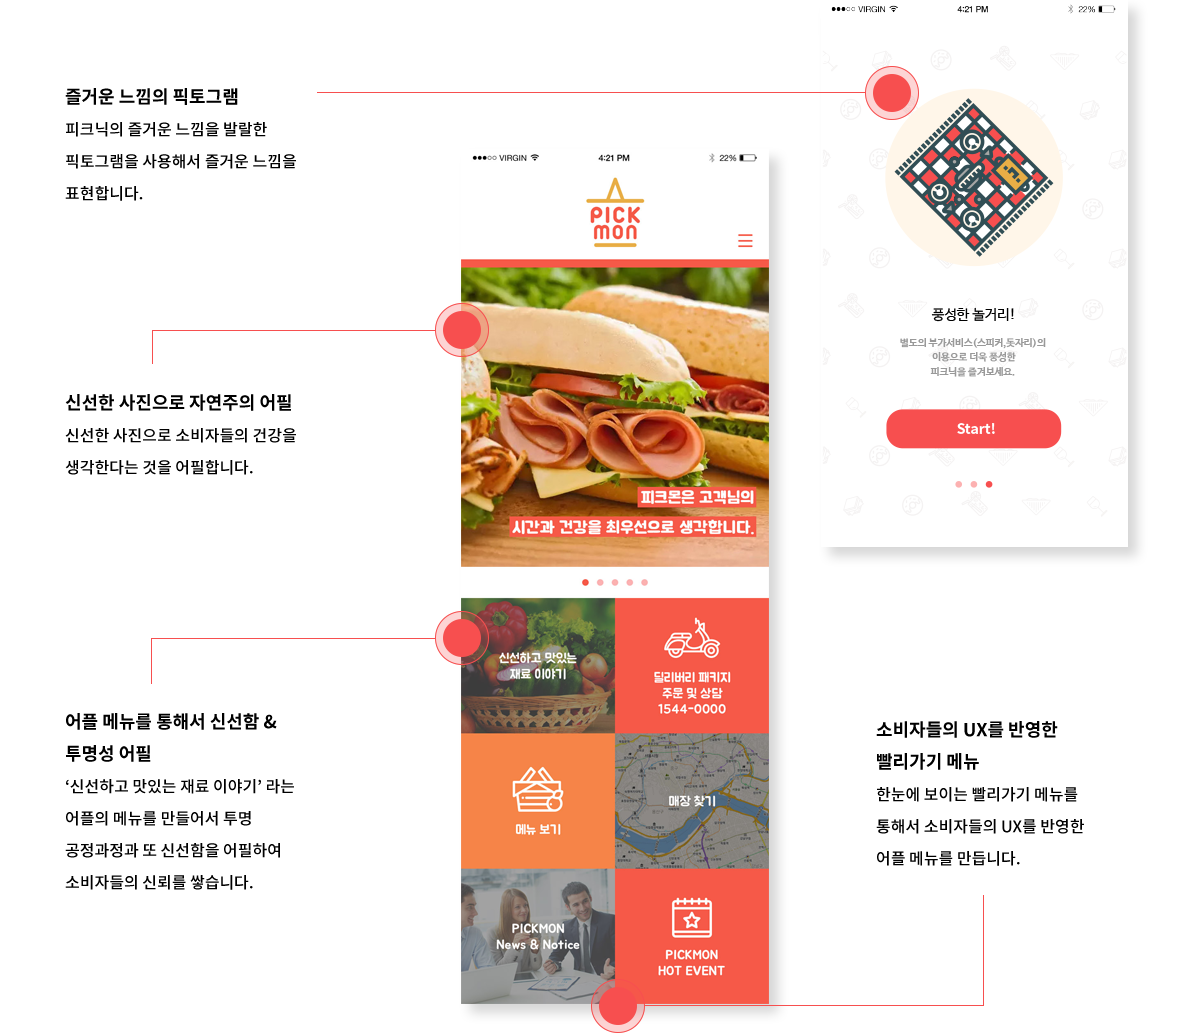 ●●●○○ VIRGIN
4:21 PM
22%
즐거운 느낌의 픽토그램
피크닉의 즐거운 느낌을 발랄한
픽토그램을 사용해서 즐거운 느낌을
표현합니다.
풍성한 놀거리!
별도의 부가서비스(스피커,돗자리)의
이용으로 더욱 풍성한
피크닉을 즐겨보세요.
Start!
●●●○○ VIRGIN
4:21 PM
22%
PICK
mon
신선한 사진으로 자연주의 어필
신선한 사진으로 소비자들의 건강을
생각한다는 것을 어필합니다.
피크몬은 고객님의
시간과 건강을 최우선으로 생각합니다.
어플 메뉴를 통해서 신선함 &
투명성 어필
‘신선하고 맛있는 재료 이야기’ 라는
어플의 메뉴를 만들어서 투명
공정과정과 또 신선함을 어필하여
소비자들의 신뢰를 쌓습니다.
신선하고 맛있는
재료 이야기
딜리버리 패키지
주문 및 상담
1544-0000
메뉴 보기
매장 찾기
PICKMON
News & Notice
PICKMON
HOT EVENT
소비자들의 UX를 반영한
빨리가기 메뉴
한눈에 보이는 빨리가기 메뉴를
통해서 소비자들의 UX를 반영한
어플 메뉴를 만듭니다.